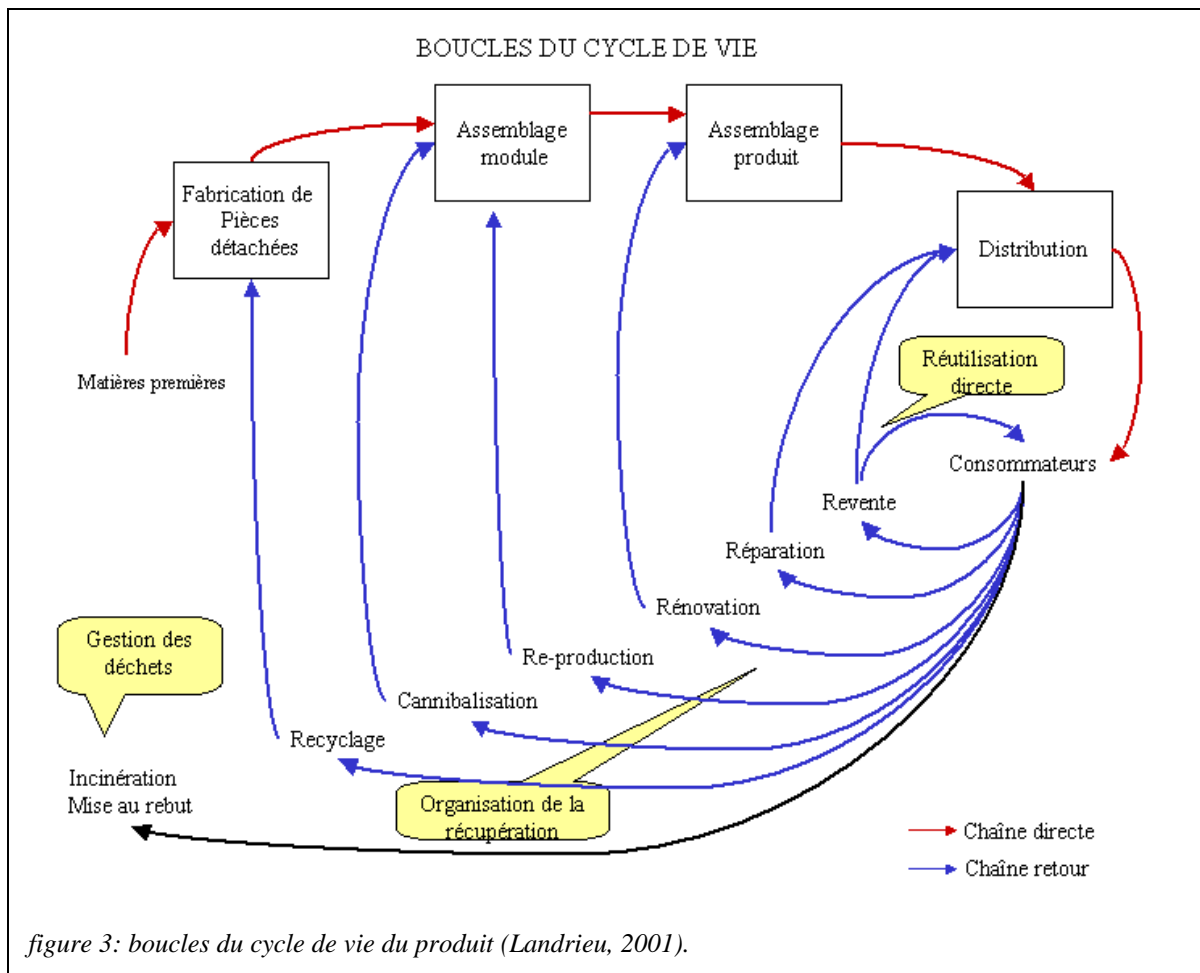 BOUCLES DU CYCLE DE VIE
Assemblage
module
Assemblage
produit
Fabrication de
Pièces
détachées
Distribution
Matières premières
Réutilisation
directe
Consommateurs
Revente
Réparation
Rénovation
Gestion des
déchets
Re-production
Cannibalisation
Recyclage
Incinération
Mise au rebut
Organisation de la
récupération
Chaîne directe
Chaîne retour
figure 3: boucles du cycle de vie du produit (Landrieu, 2001).